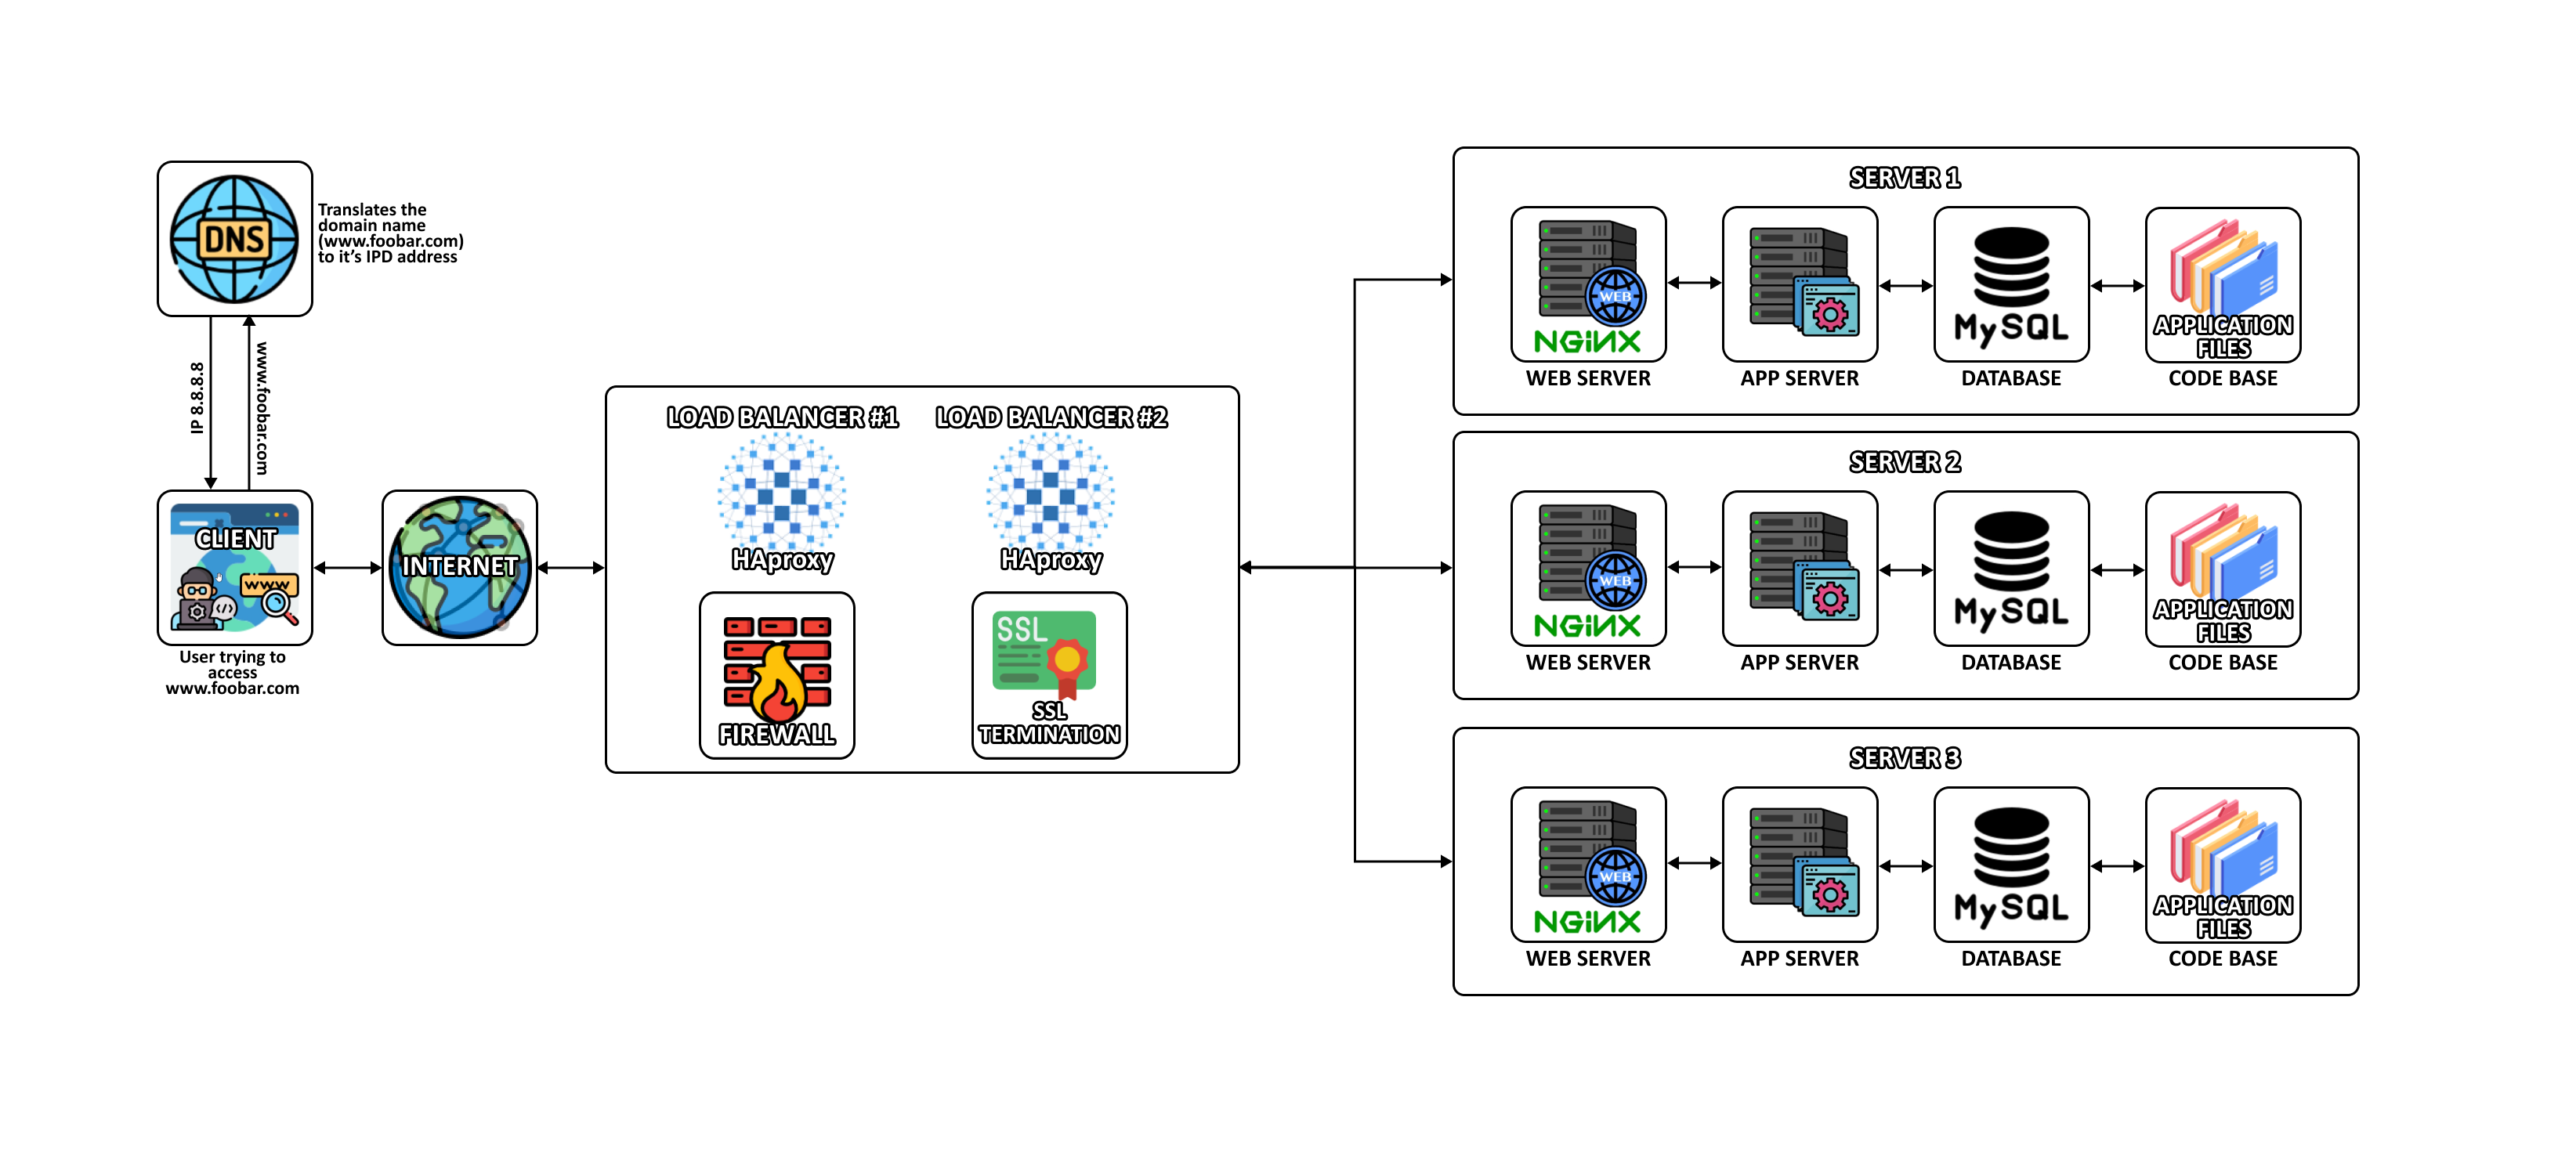 DNS
Translates the
domain name
(www.foobar.com)
to it's IPD address
IP 8.8.8.8
www.foobar.com
CLIENT
www
</>
User trying to
access
www.foobar.com
INTERNET
LOAD BALANCER #1
HAproxy
LOAD BALANCER #2
HAproxy
FIREWALL
SSL
SSL
TERMINATION
SERVER 1
WEB
NGINX
WEB SERVER
APP SERVER
MySQL
DATABASE
APPLICATION
FILES
CODE BASE
SERVER 2
WEB
NGINX
WEB SERVER
APP SERVER
MySQL
DATABASE
APPLICATION
FILES
CODE BASE
SERVER 3
WEB
NGINX
WEB SERVER
APP SERVER
MySQL
DATABASE
APPLICATION
FILES
CODE BASE